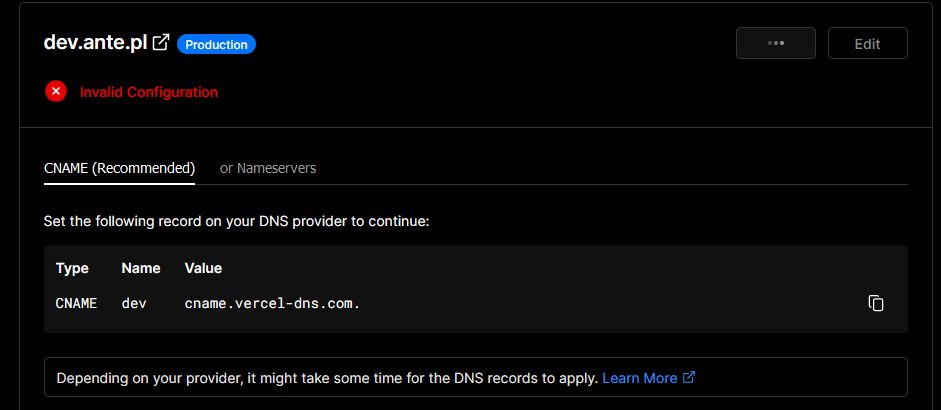 dev.ante.pl Production
Edit
Invalid Configuration
CNAME (Recommended) or Nameservers
Set the following record on your DNS provider to continue:
Type Name Value
CNAME dev cname.vercel-dns.com.
Depending on your provider, it might take some time for the DNS records to apply. Learn More